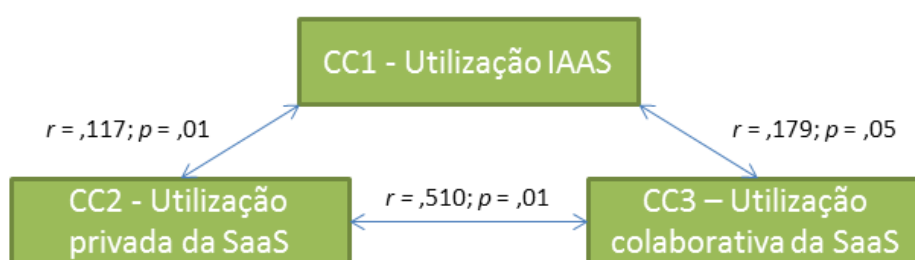 CC1 - Utilização IAAS
r = ,117; p = ,01
r = ,179; p = ,05
CC2 - Utilização
privada da SaaS
r = ,510; p = ,01
CC3 – Utilização
colaborativa da SaaS